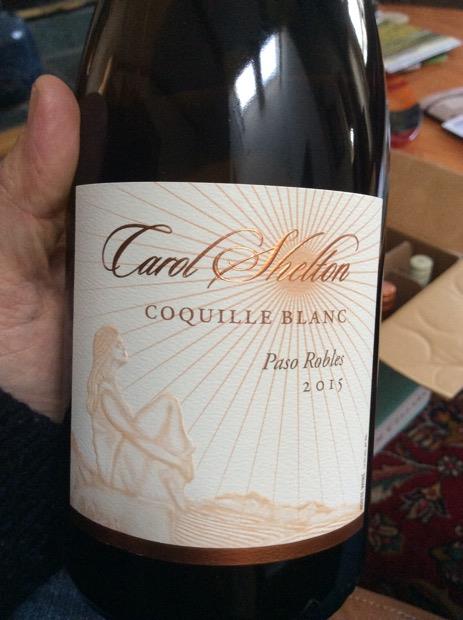 Carol Shelton
COQUILLE BLANC
Paso Robles
2015